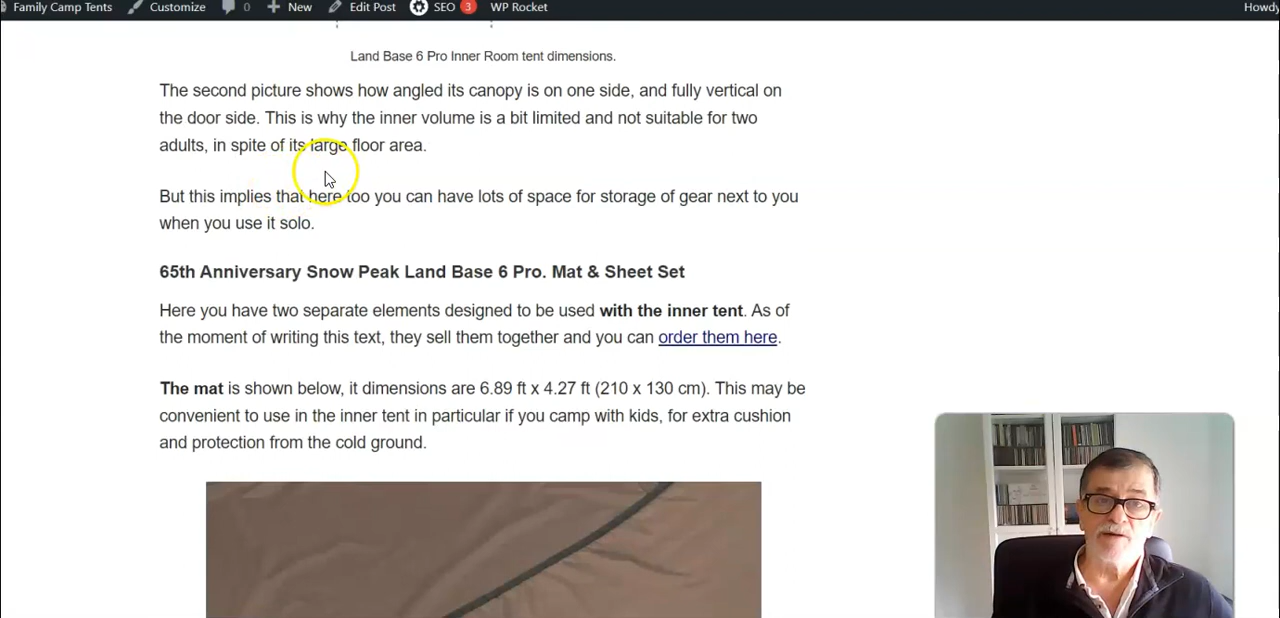 Family Camp Tents Customize 0 New Edit Post SEO 3 WP Rocket Howdy
Land Base 6 Pro Inner Room tent dimensions.
The second picture shows how angled its canopy is on one side, and fully vertical on
the door side. This is why the inner volume is a bit limited and not suitable for two
adults, in spite of its large floor area.
But this implies that here too you can have lots of space for storage of gear next to you
when you use it solo.
65th Anniversary Snow Peak Land Base 6 Pro. Mat & Sheet Set
Here you have two separate elements designed to be used with the inner tent. As of
the moment of writing this text, they sell them together and you can order them here.
The mat is shown below, it dimensions are 6.89 ft x 4.27 ft (210 x 130 cm). This may be
convenient to use in the inner tent in particular if you camp with kids, for extra cushion
and protection from the cold ground.